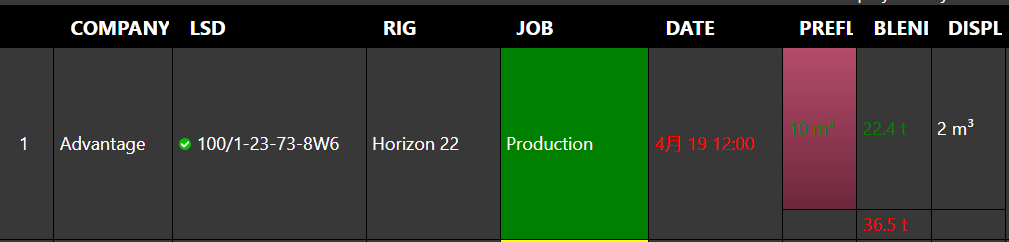 COMPANY LSD RIG JOB DATE PREFL BLEND DISPL
1 Advantage 100/1-23-73-8W6 Horizon 22 Production 4月 19 12:00 10 m³ 22.4 t 2 m³
36.5 t